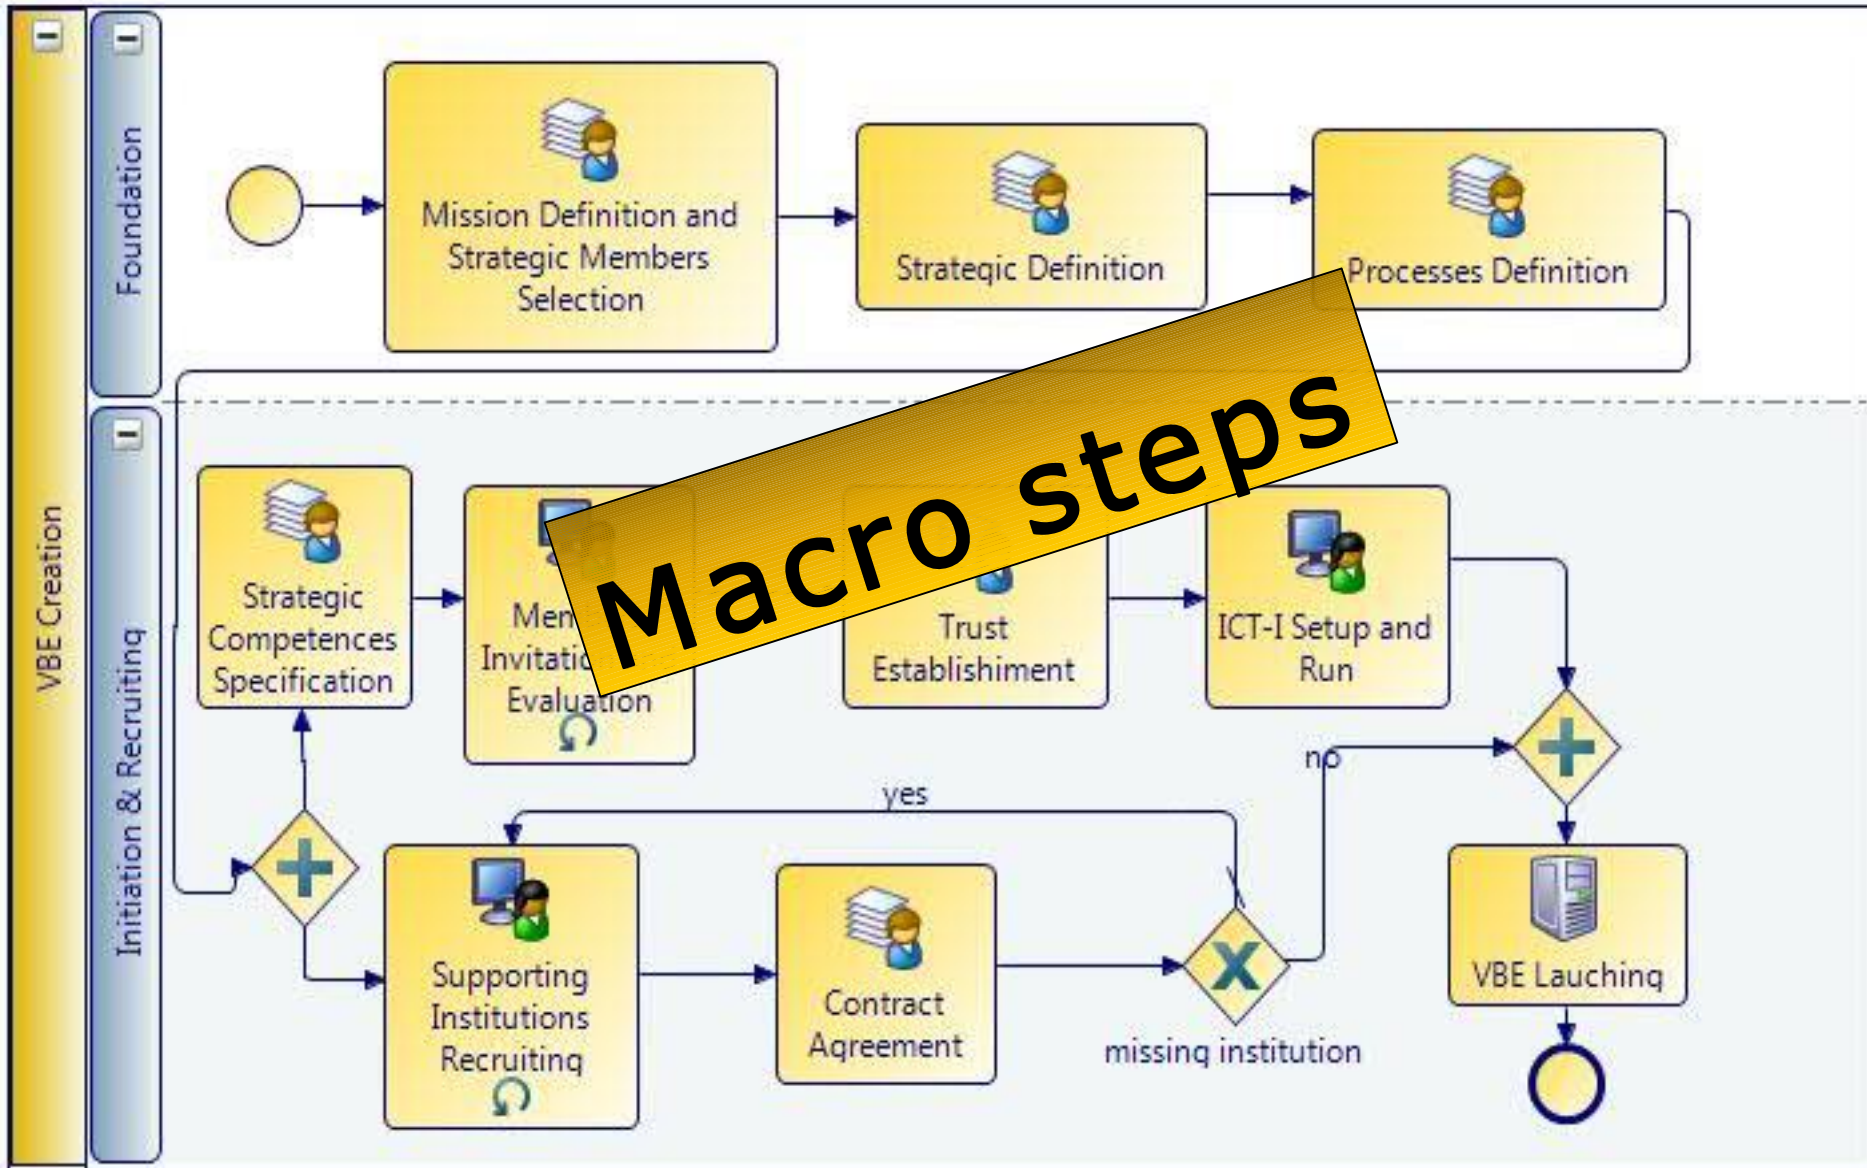 VBE Creation
Foundation
Mission Definition and
Strategic Members
Selection
Strategic Definition
Processes Definition
Macro steps
Initiation & Recruiting
Strategic
Competences
Specification
Evaluation
Trust
Establishiment
ICT-I Setup and
Run
no
yes
Supporting
Institutions
Recruiting
Contract
Agreement
missing institution
VBE Lauching